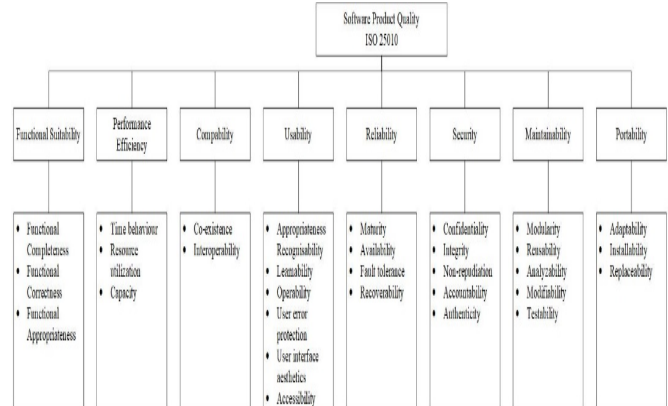 Software Product Quality
ISO 25010
Functional Suitability
Performance
Efficiency
Compability
Usability
Reliability
Security
Maintainability
Portability
• Functional
Completeness
• Functional
Correctness
• Functional
Appropriateness
• Time behaviour
• Resource
utilization
• Capacity
• Co-existence
• Interoperability
• Appropriateness
Recognisability
• Learnability
• Operability
• User error
protection
• User interface
aesthetics
• Accessibility
• Maturity
• Availability
• Fault tolerance
• Recoverability
• Confidentiality
• Integrity
• Non-repudiation
• Accountability
• Authenticity
• Modularity
• Reusability
• Analyzability
• Modifiability
• Testability
• Adaptability
• Installability
• Replaceability